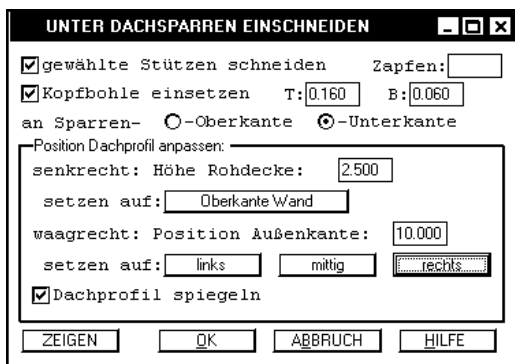 UNTER DACHSPARREN EINSCHNEIDEN
gewählte Stützen schneiden Zapfen:
Kopfbohle einsetzen T: 0.160 B: 0.060
an Sparren- -Oberkante -Unterkante
Position Dachprofil anpassen:
senkrecht: Höhe Rohdecke: 2.500
setzen auf: Oberkante Wand
waagrecht: Position Außenkante: 10.000
setzen auf: links mittig rechts
Dachprofil spiegeln
ZEIGEN OK ABBRUCH HILFE